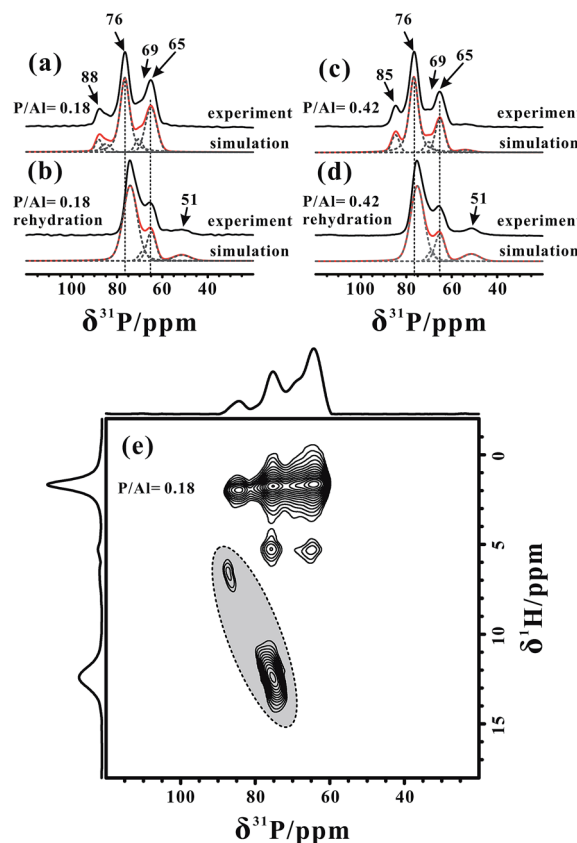 76
69
65
88
(a)
P/Al= 0.18
experiment
simulation
(b)
P/Al= 0.18
rehydration
51
experiment
simulation
100 80 60 40
δ³¹P/ppm
76
69
65
85
(c)
P/Al= 0.42
experiment
simulation
(d)
P/Al= 0.42
rehydration
51
experiment
simulation
100 80 60 40
δ³¹P/ppm
(e)
P/Al= 0.18
0
5
10
15
δ¹H/ppm
100 80 60 40
δ³¹P/ppm